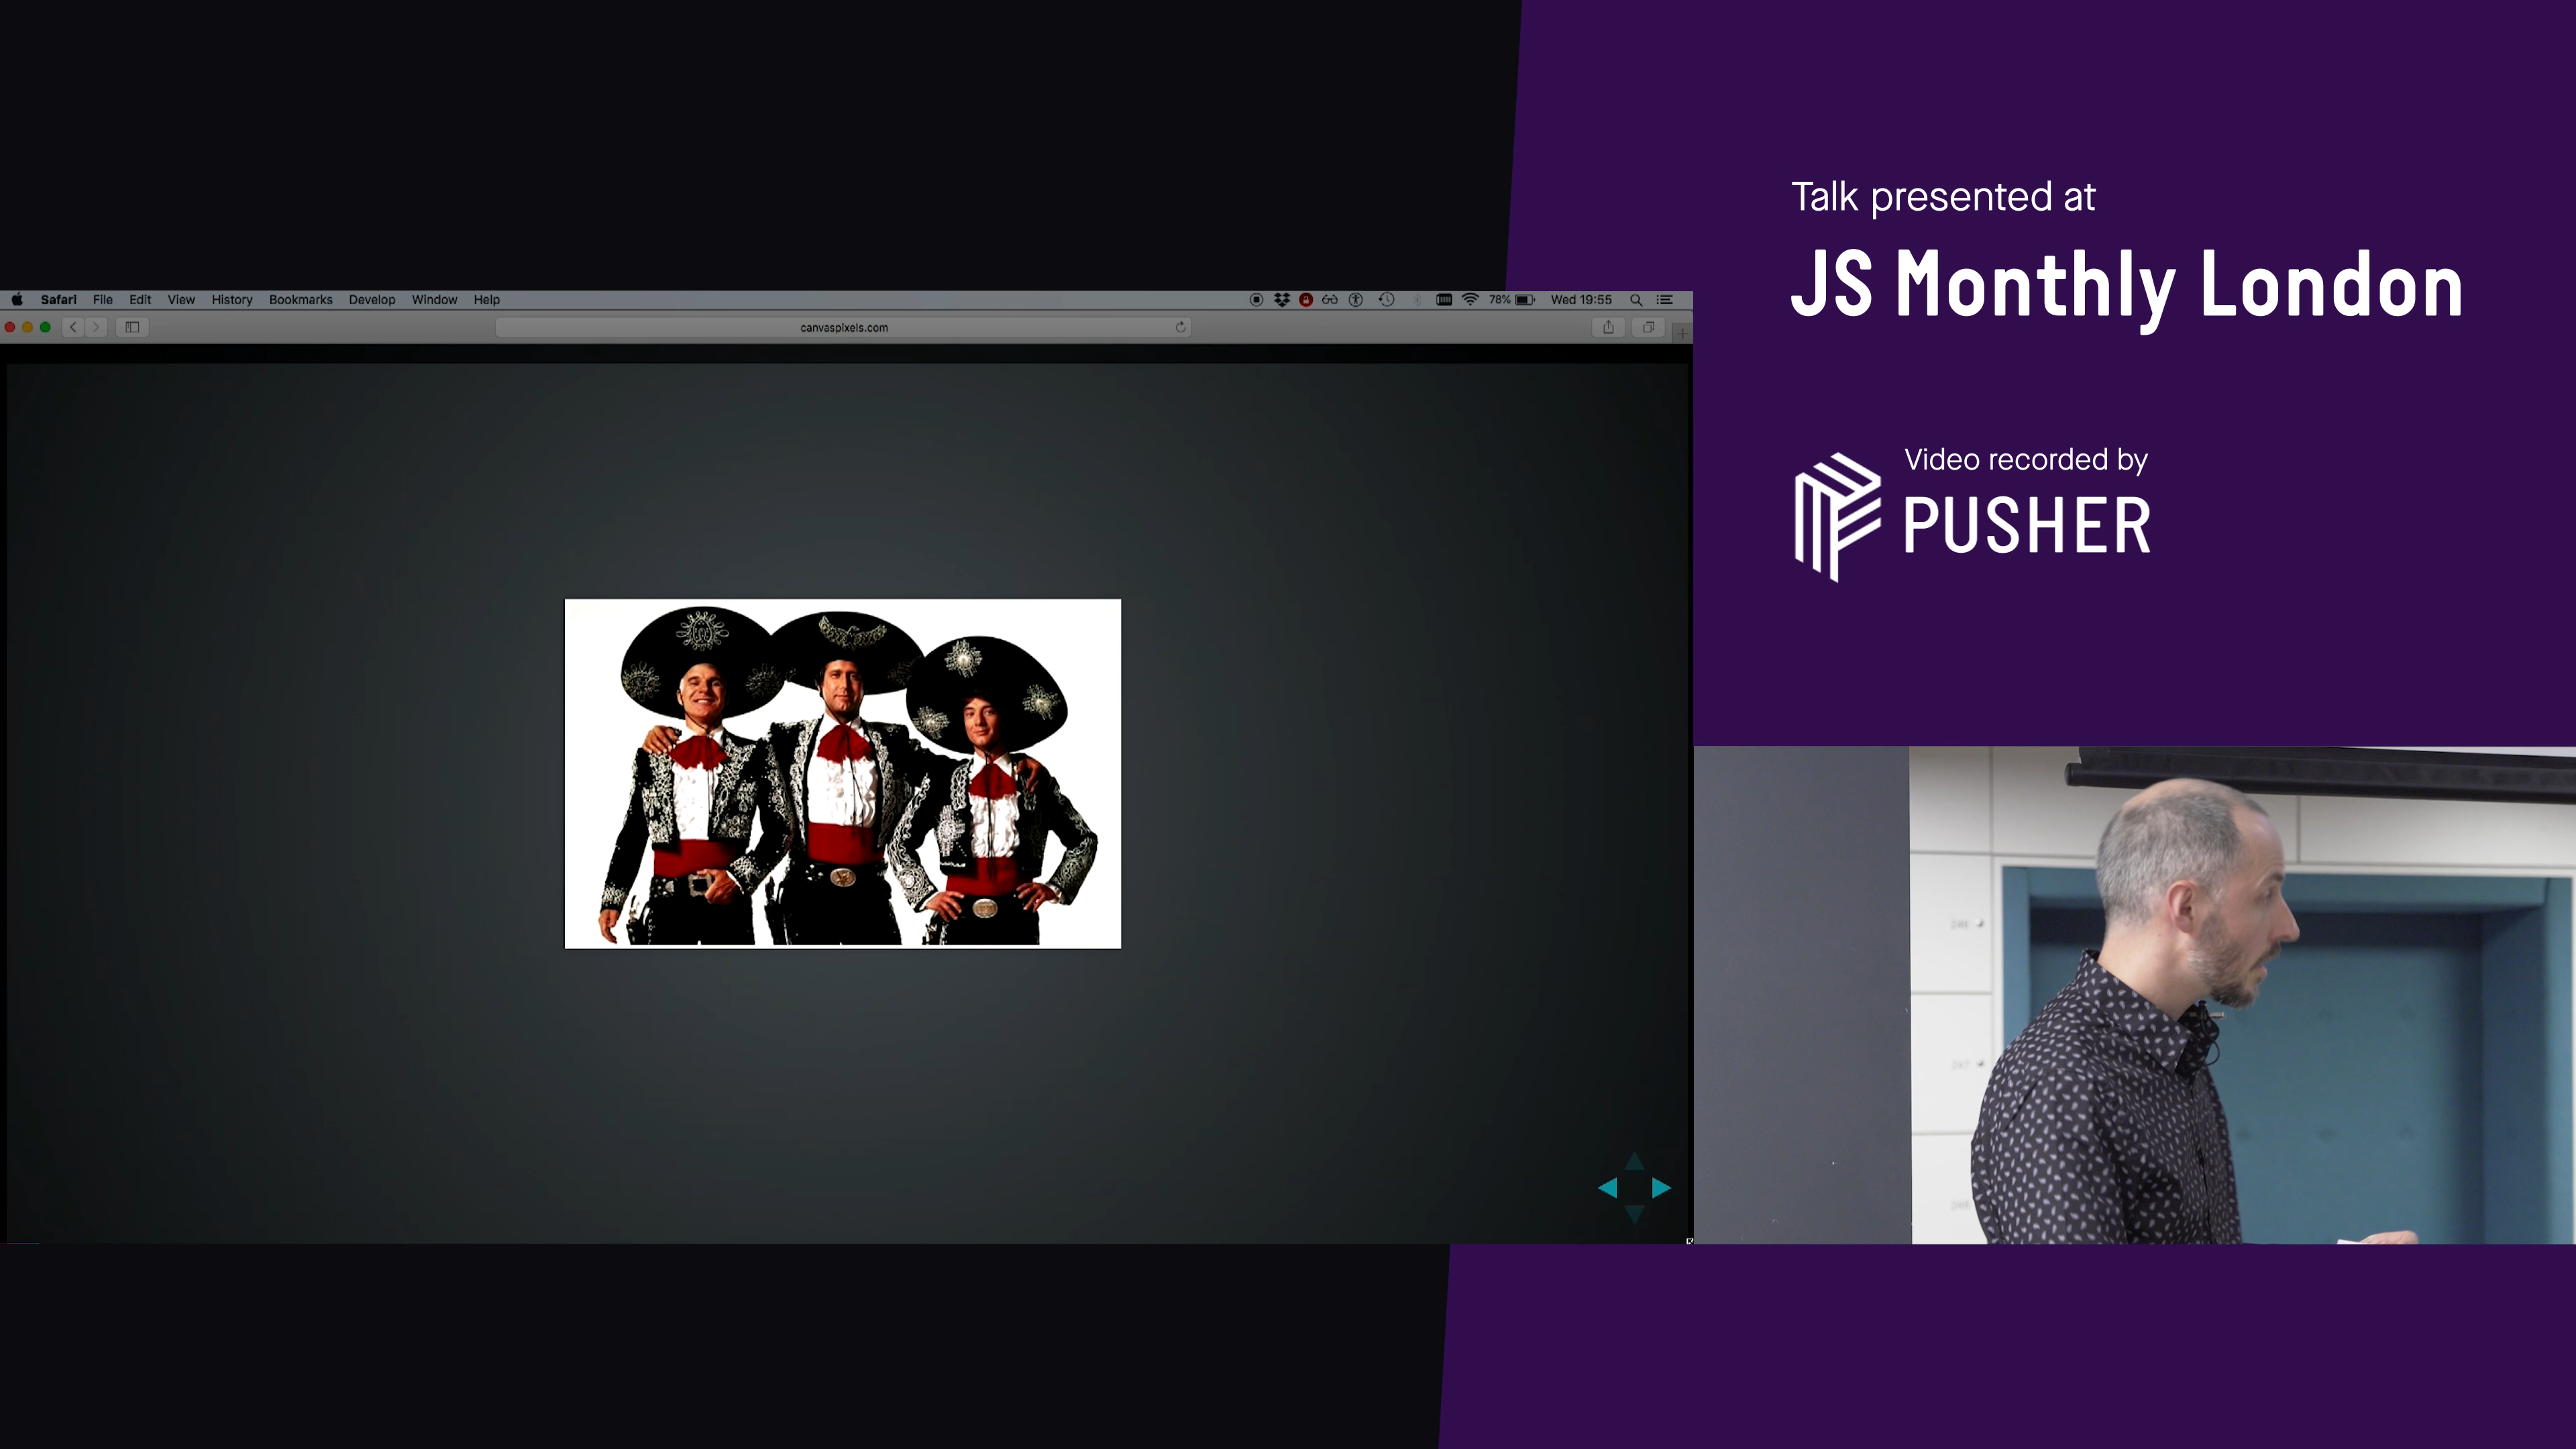 Safari File Edit View History Bookmarks Develop Window Help 78% Wed 19:55
canvaspixels.com
Talk presented at
JS Monthly London
Video recorded by
PUSHER